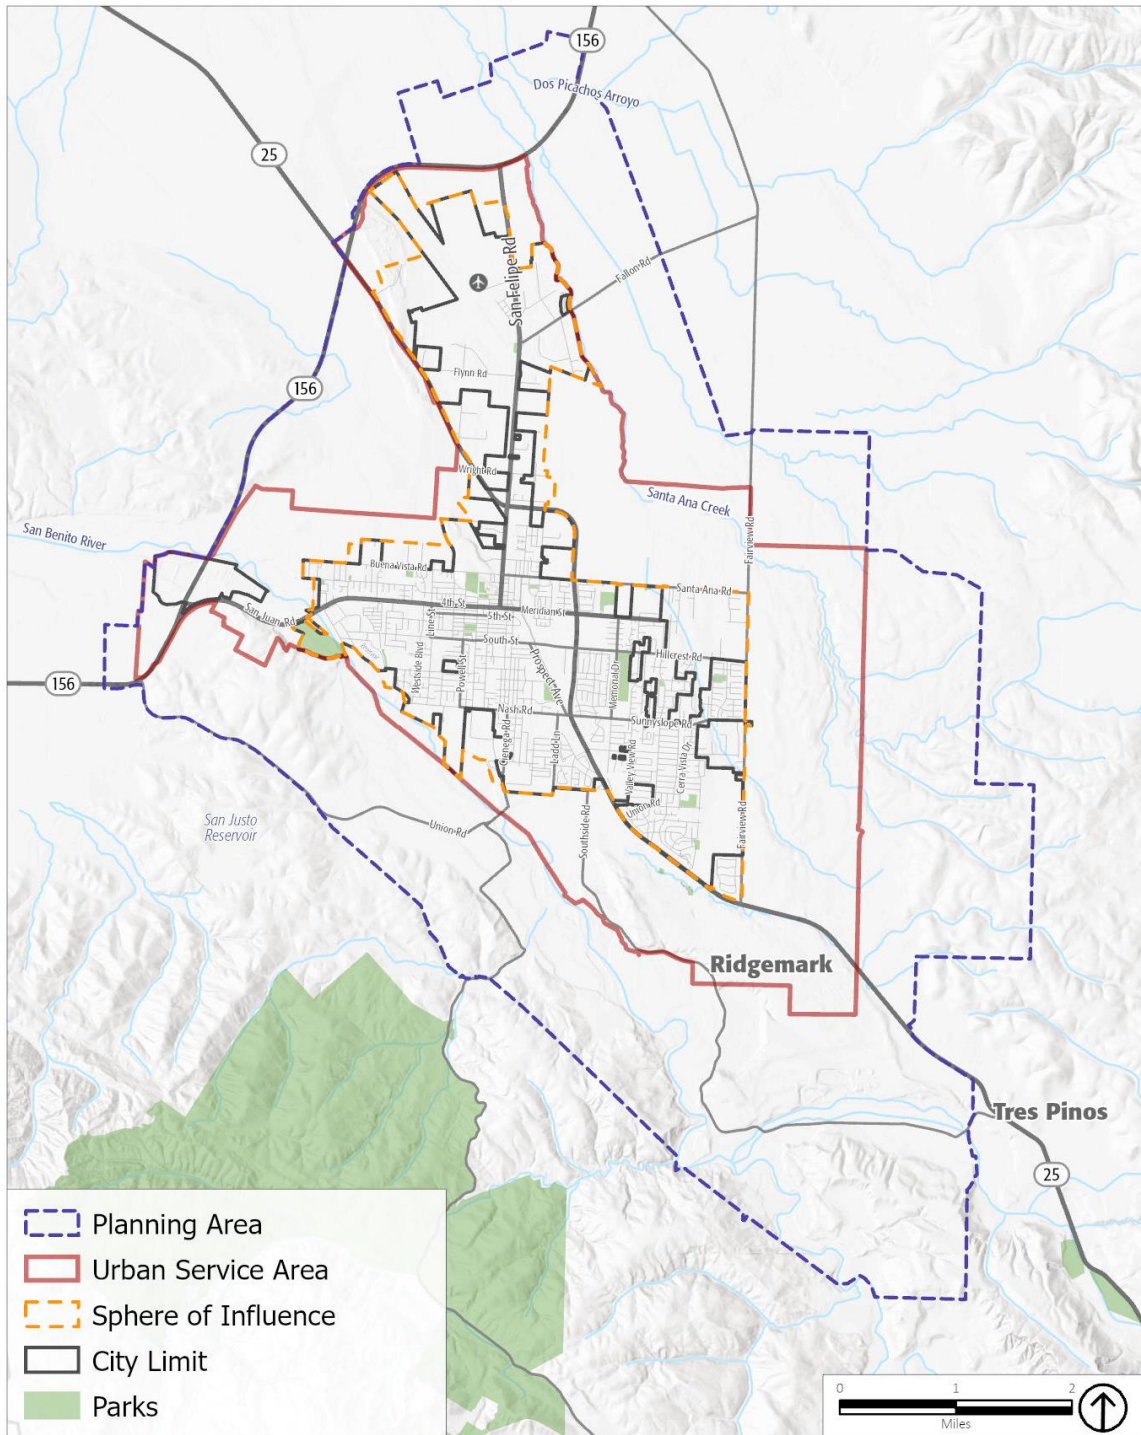 156
Dos Picachos Arroyo
25
San Felipe Rd
Fallon Rd
Flynn Rd
156
Wright Rd
Santa Ana Creek
San Benito River
Fairview Rd
Buena Vista Rd
Santa Ana Rd
4th St
Meridian St
San Juan Rd
5th St
Line St
South St
Hillcrest Rd
Westside Blvd
Powell St
Prospect Ave
Memorial Dr
156
Nash Rd
Sunnyslope Rd
Cienega Rd
Ladd Ln
Valley View Rd
Cerra Vista Dr
San Justo
Reservoir
Union Rd
Southside Rd
Union Rd
Fairview Rd
Ridgemark
Tres Pinos
25
Planning Area
Urban Service Area
Sphere of Influence
City Limit
Parks
0 1 2
Miles